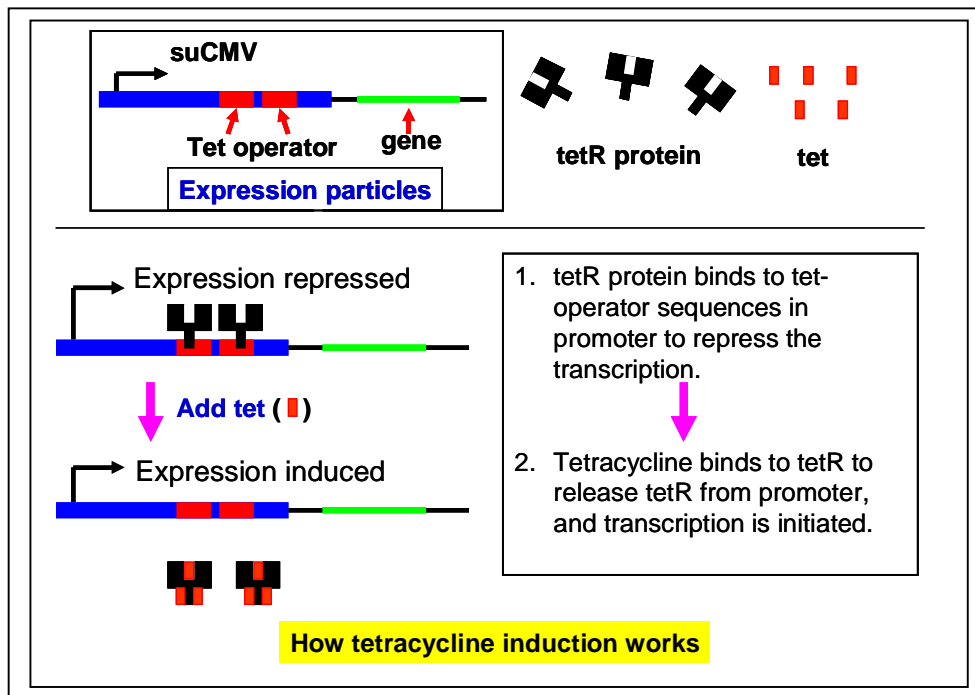 suCMV
Tet operator
gene
Expression particles
tetR protein
tet
Expression repressed
Add tet ( )
Expression induced
1. tetR protein binds to tet-
operator sequences in
promoter to repress the
transcription.
2. Tetracycline binds to tetR to
release tetR from promoter,
and transcription is initiated.
How tetracycline induction works